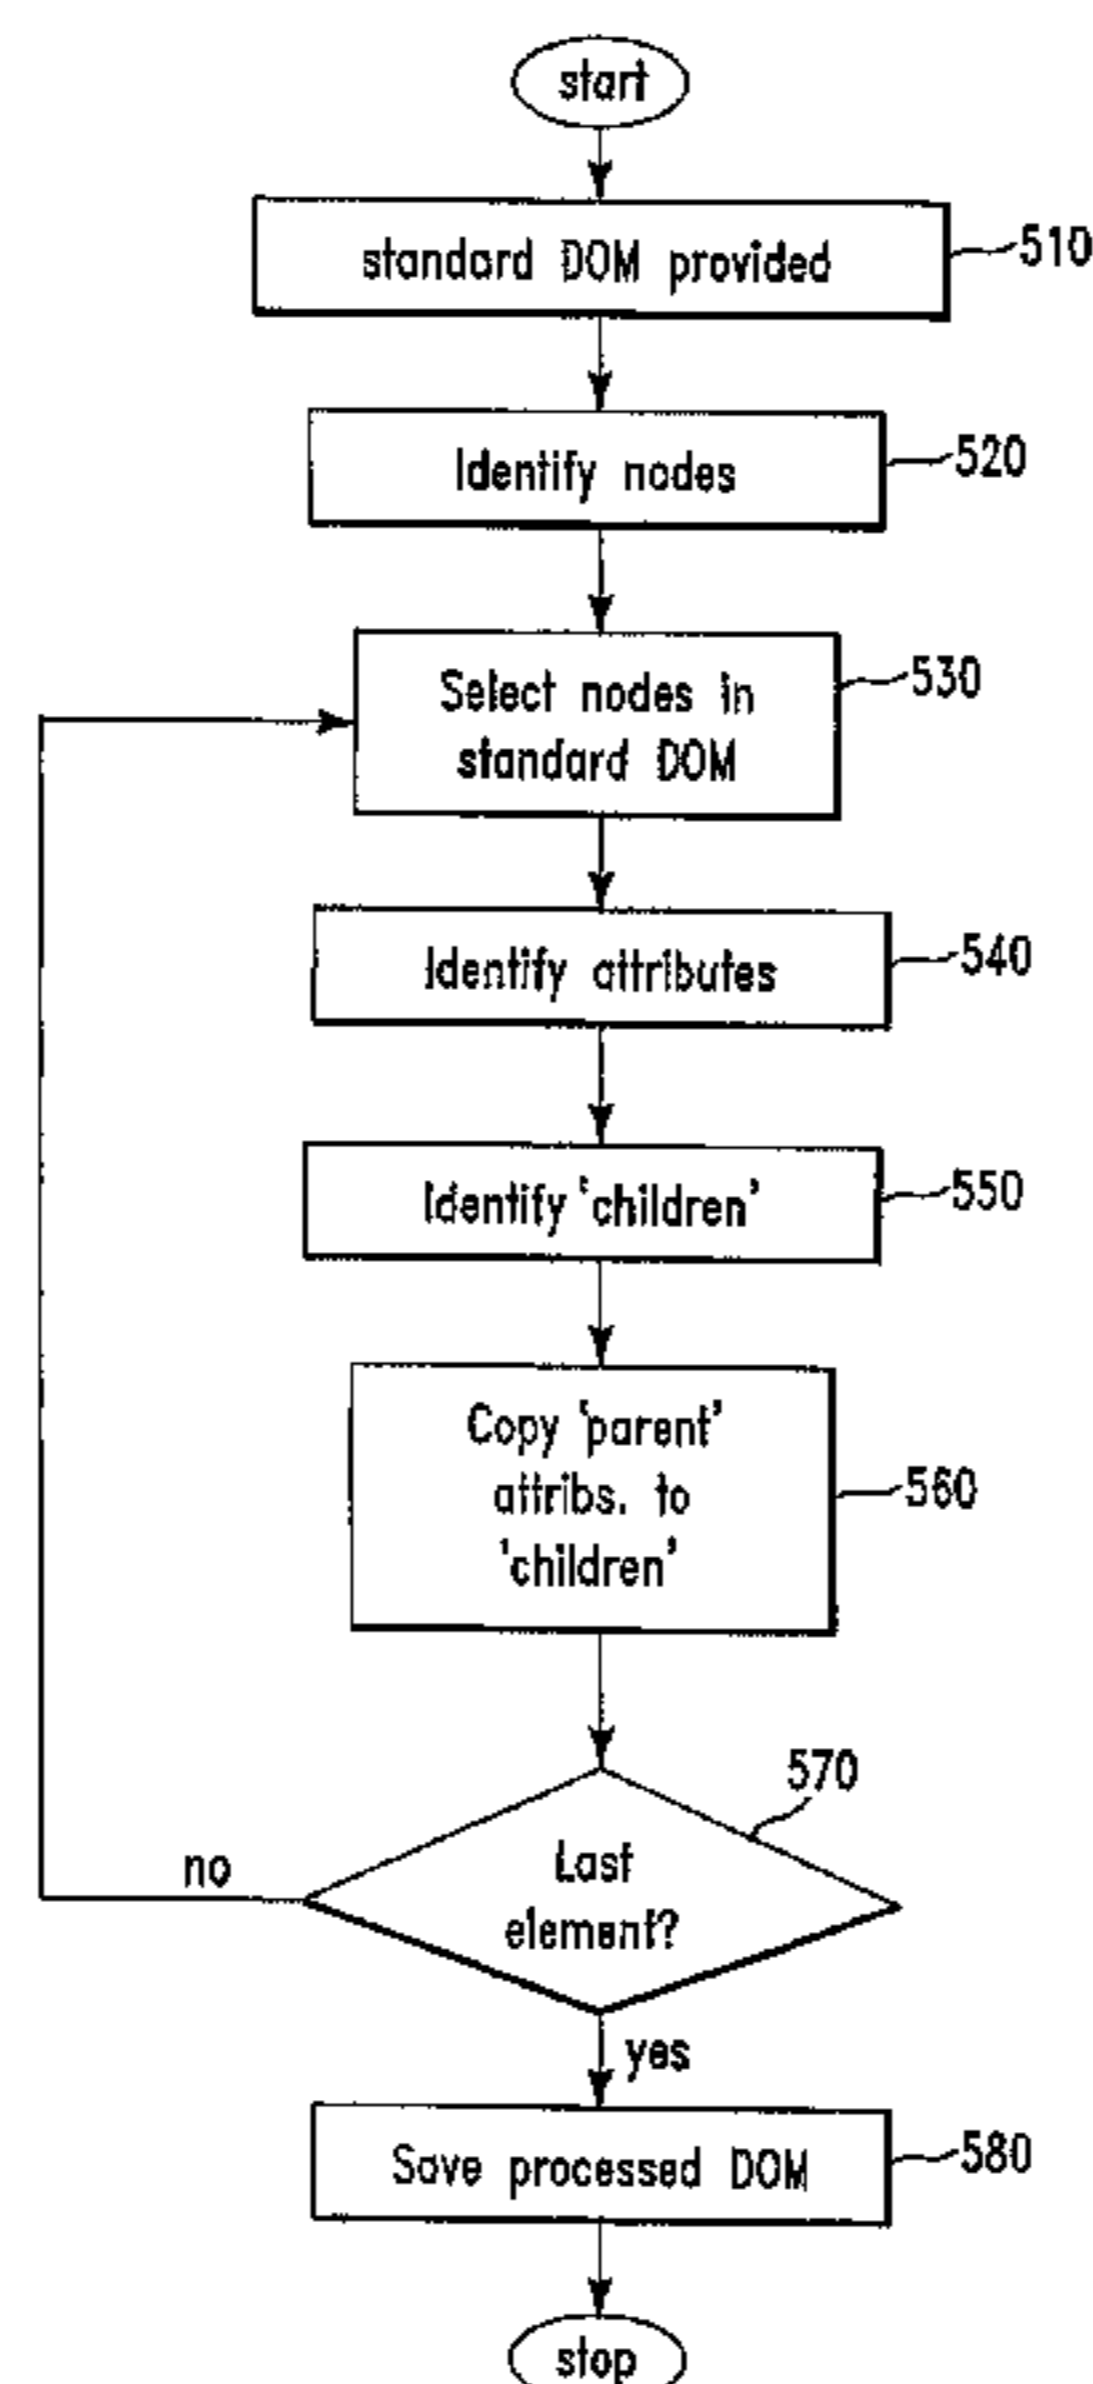 start
standard DOM provided
510
Identify nodes
520
Select nodes in
standard DOM
530
Identify attributes
540
Identify 'children'
550
Copy 'parent'
attribs. to
'children'
560
570
Last
element?
no
yes
Save processed DOM
580
stop